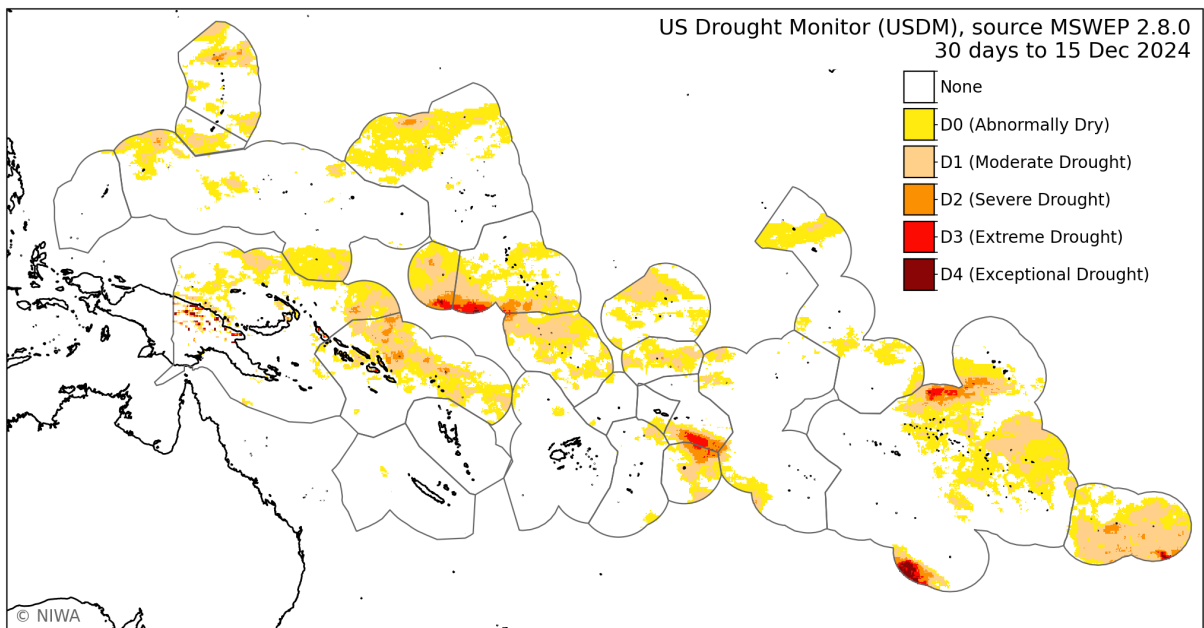 US Drought Monitor (USDM), source MSWEP 2.8.0
30 days to 15 Dec 2024
None
D0 (Abnormally Dry)
D1 (Moderate Drought)
D2 (Severe Drought)
D3 (Extreme Drought)
D4 (Exceptional Drought)
© NIWA